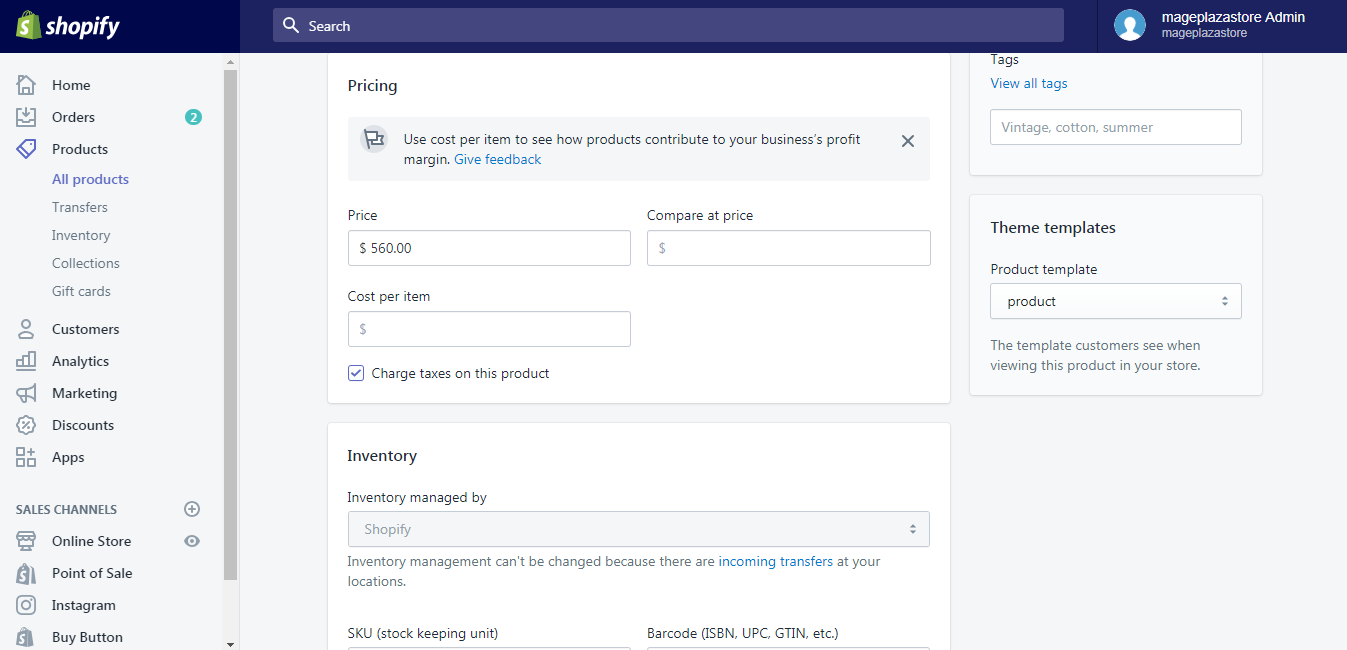 shopify
Search
mageplazastore Admin
mageplazastore
Home
Orders
2
Products
All products
Transfers
Inventory
Collections
Gift cards
Customers
Analytics
Marketing
Discounts
Apps
SALES CHANNELS
Online Store
Point of Sale
Instagram
Buy Button
Pricing
Use cost per item to see how products contribute to your business’s profit
margin. Give feedback
Price
Compare at price
$ 560.00
$
Cost per item
$
Charge taxes on this product
Inventory
Inventory managed by
Shopify
Inventory management can't be changed because there are incoming transfers at your
locations.
SKU (stock keeping unit)
Barcode (ISBN, UPC, GTIN, etc.)
Tags
View all tags
Vintage, cotton, summer
Theme templates
Product template
product
The template customers see when
viewing this product in your store.